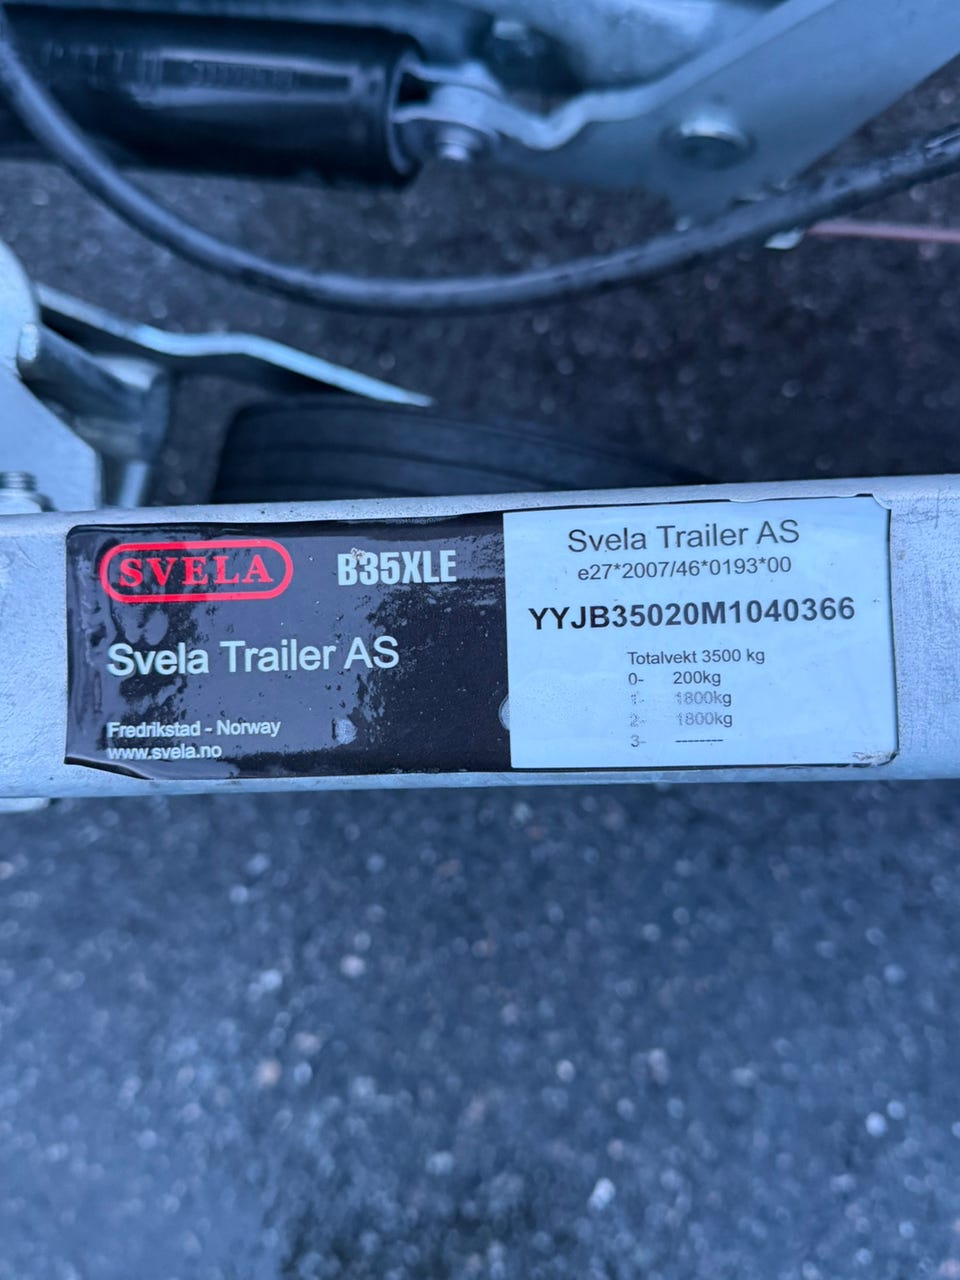 SVELA
B35XLE
Svela Trailer AS
Fredrikstad - Norway
www.svela.no
Svela Trailer AS
e27*2007/46*0193*00
YYJB35020M1040366
Totalvekt 3500 kg
0- 200kg
1- 1800kg
2- 1800kg
3- --------